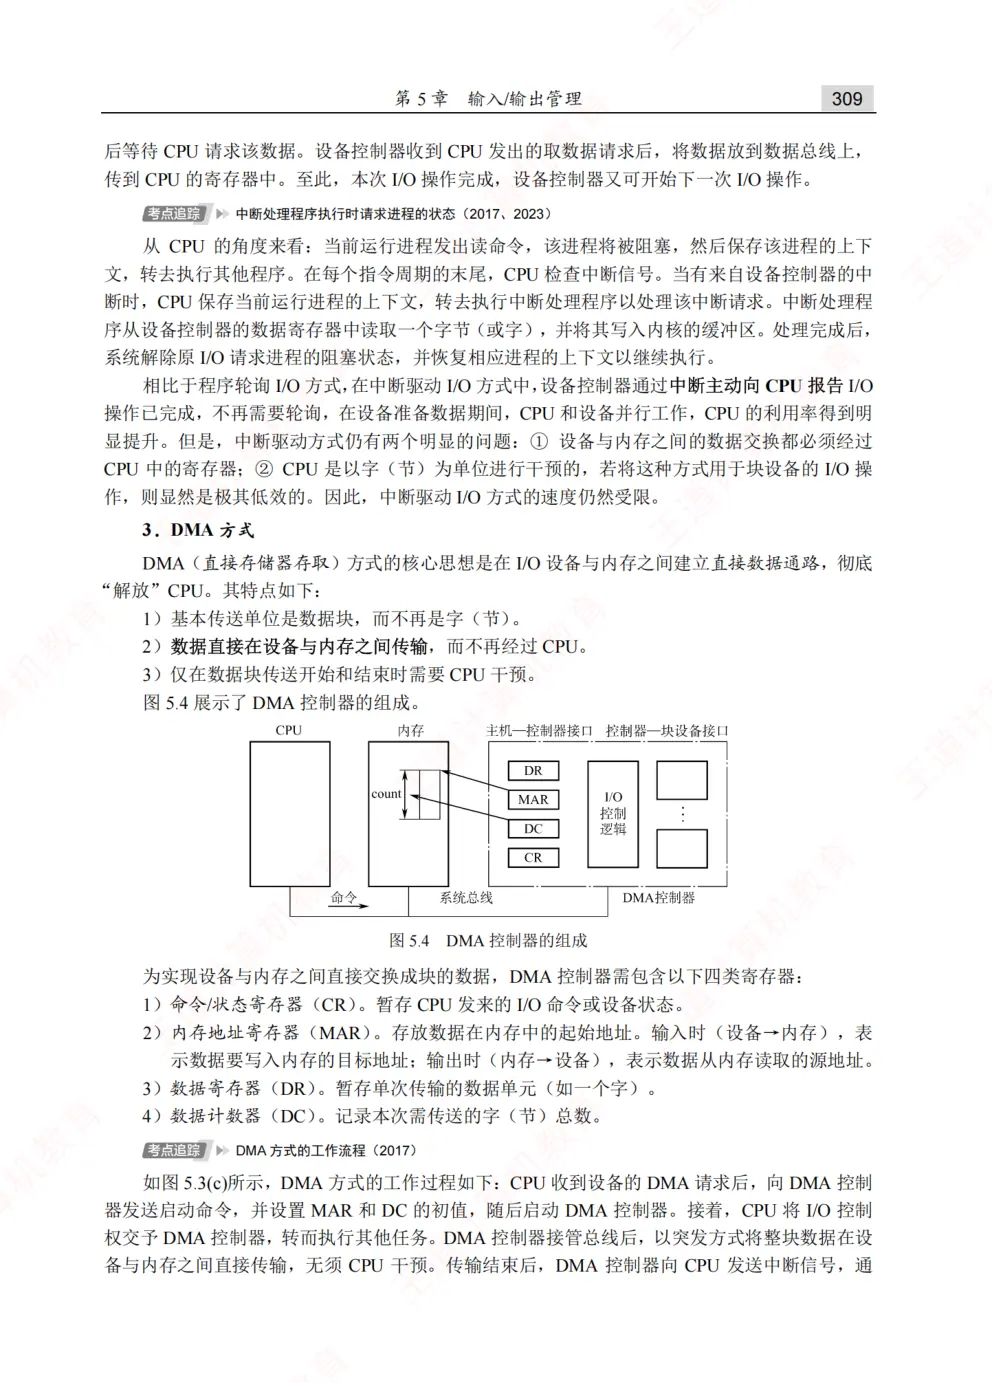 第 5 章 输入/输出管理 309
后等待 CPU 请求该数据。设备控制器收到 CPU 发出的取数据请求后，将数据放到数据总线上，
传到 CPU 的寄存器中。至此，本次 I/O 操作完成，设备控制器又可开始下一次 I/O 操作。
考点追踪 中断处理程序执行时请求进程的状态（2017、2023）
从 CPU 的角度来看：当前运行进程发出读命令，该进程将被阻塞，然后保存该进程的上下
文，转去执行其他程序。在每个指令周期的末尾，CPU 检查中断信号。当有来自设备控制器的中
断时，CPU 保存当前运行进程的上下文，转去执行中断处理程序以处理该中断请求。中断处理程
序从设备控制器的数据寄存器中读取一个字节（或字），并将其写入内核的缓冲区。处理完成后，
系统解除原 I/O 请求进程的阻塞状态，并恢复相应进程的上下文以继续执行。
相比于程序轮询 I/O 方式，在中断驱动 I/O 方式中，设备控制器通过中断主动向 CPU 报告 I/O
操作已完成，不再需要轮询，在设备准备数据期间，CPU 和设备并行工作，CPU 的利用率得到明
显提升。但是，中断驱动方式仍有两个明显的问题：① 设备与内存之间的数据交换都必须经过
CPU 中的寄存器；② CPU 是以字（节）为单位进行干预的，若将这种方式用于块设备的 I/O 操
作，则显然是极其低效的。因此，中断驱动 I/O 方式的速度仍然受限。
3．DMA 方式
DMA（直接存储器存取）方式的核心思想是在 I/O 设备与内存之间建立直接数据通路，彻底
“解放”CPU。其特点如下：
1）基本传送单位是数据块，而不再是字（节）。
2）数据直接在设备与内存之间传输，而不再经过 CPU。
3）仅在数据块传送开始和结束时需要 CPU 干预。
图 5.4 展示了 DMA 控制器的组成。
CPU 内存 主机—控制器接口 控制器—块设备接口
DR
count
MAR
I/O
控制
逻辑
DC
⋮
CR
命令 系统总线 DMA控制器
图 5.4 DMA 控制器的组成
为实现设备与内存之间直接交换成块的数据，DMA 控制器需包含以下四类寄存器：
1）命令/状态寄存器（CR）。暂存 CPU 发来的 I/O 命令或设备状态。
2）内存地址寄存器（MAR）。存放数据在内存中的起始地址。输入时（设备→内存），表
示数据要写入内存的目标地址；输出时（内存→设备），表示数据从内存读取的源地址。
3）数据寄存器（DR）。暂存单次传输的数据单元（如一个字）。
4）数据计数器（DC）。记录本次需传送的字（节）总数。
考点追踪 DMA 方式的工作流程（2017）
如图 5.3(c)所示，DMA 方式的工作过程如下：CPU 收到设备的 DMA 请求后，向 DMA 控制
器发送启动命令，并设置 MAR 和 DC 的初值，随后启动 DMA 控制器。接着，CPU 将 I/O 控制
权交予 DMA 控制器，转而执行其他任务。DMA 控制器接管总线后，以突发方式将整块数据在设
备与内存之间直接传输，无须 CPU 干预。传输结束后，DMA 控制器向 CPU 发送中断信号，通